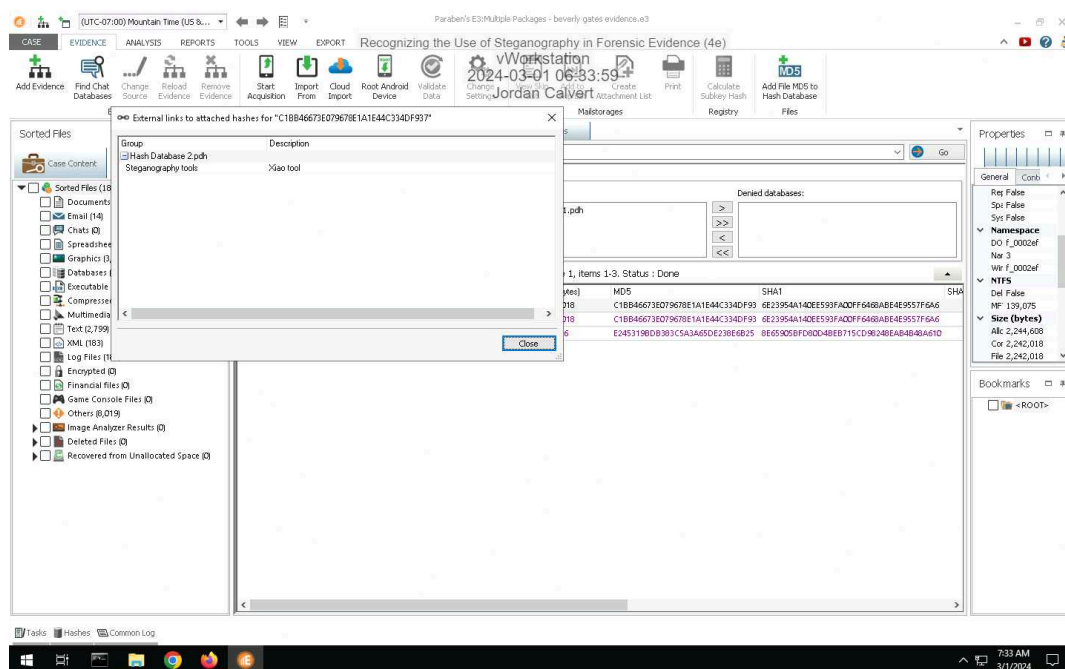 (UTC-07:00) Mountain Time (US &...
Paraben's E3:Multiple Packages - beverly gates evidence.e3
CASE EVIDENCE ANALYSIS REPORTS TOOLS VIEW EXPORT
Recognizing the Use of Steganography in Forensic Evidence (4e)
vWorkstation
2024-03-01 06:33:59
Jordan Calvert
Add Evidence
Find Chat Databases
Change Source
Reload Evidence
Remove Evidence
Start Acquisition
Import From
Cloud Import
Root Android Device
Validate Data
Change Settings
Create
Attachment List
Print
Calculate Subkey Hash
Add File MD5 to Hash Database
Mailstorages
Registry
Files
External links to attached hashes for "C1BB46673E079678E1A1E44C334DF937"
Group Description
Hash Database 2.pdh
Steganography tools Xiao tool
Close
Sorted Files
Case Content
Sorted Files (18
Documents
Email (14)
Chats (0)
Spreadshee
Graphics (3,
Databases (
Executable
Compresse
Multimedia
Text (2,799)
XML (183)
Log Files (1
Encrypted (0)
Financial files (0)
Game Console Files (0)
Others (8,019)
Image Analyzer Results (0)
Deleted Files (0)
Recovered from Unallocated Space (0)
Go
Denied databases:
1.pdh
>
>>
<
<<
1, items 1-3. Status : Done
ytes) MD5 SHA1 SHA
018 C1BB46673E079678E1A1E44C334DF93 6E23954A140EE593FA0DFF6468ABE4E9557F6A6
018 C1BB46673E079678E1A1E44C334DF93 6E23954A140EE593FA0DFF6468ABE4E9557F6A6
6 E245319BDB383C5A3A65DE238E6B25 8E65905BFD80D4BEB715CD98248EAB4B48A610
Properties
General Conte
Rep False
Spa False
Sys False
Namespace
DO f_0002ef
Nar 3
Wir f_0002ef
NTFS
Del False
MF 139,075
Size (bytes)
Allc 2,244,608
Cor 2,242,018
File 2,242,018
Bookmarks
<ROOT>
Tasks Hashes Common Log
7:33 AM
3/1/2024